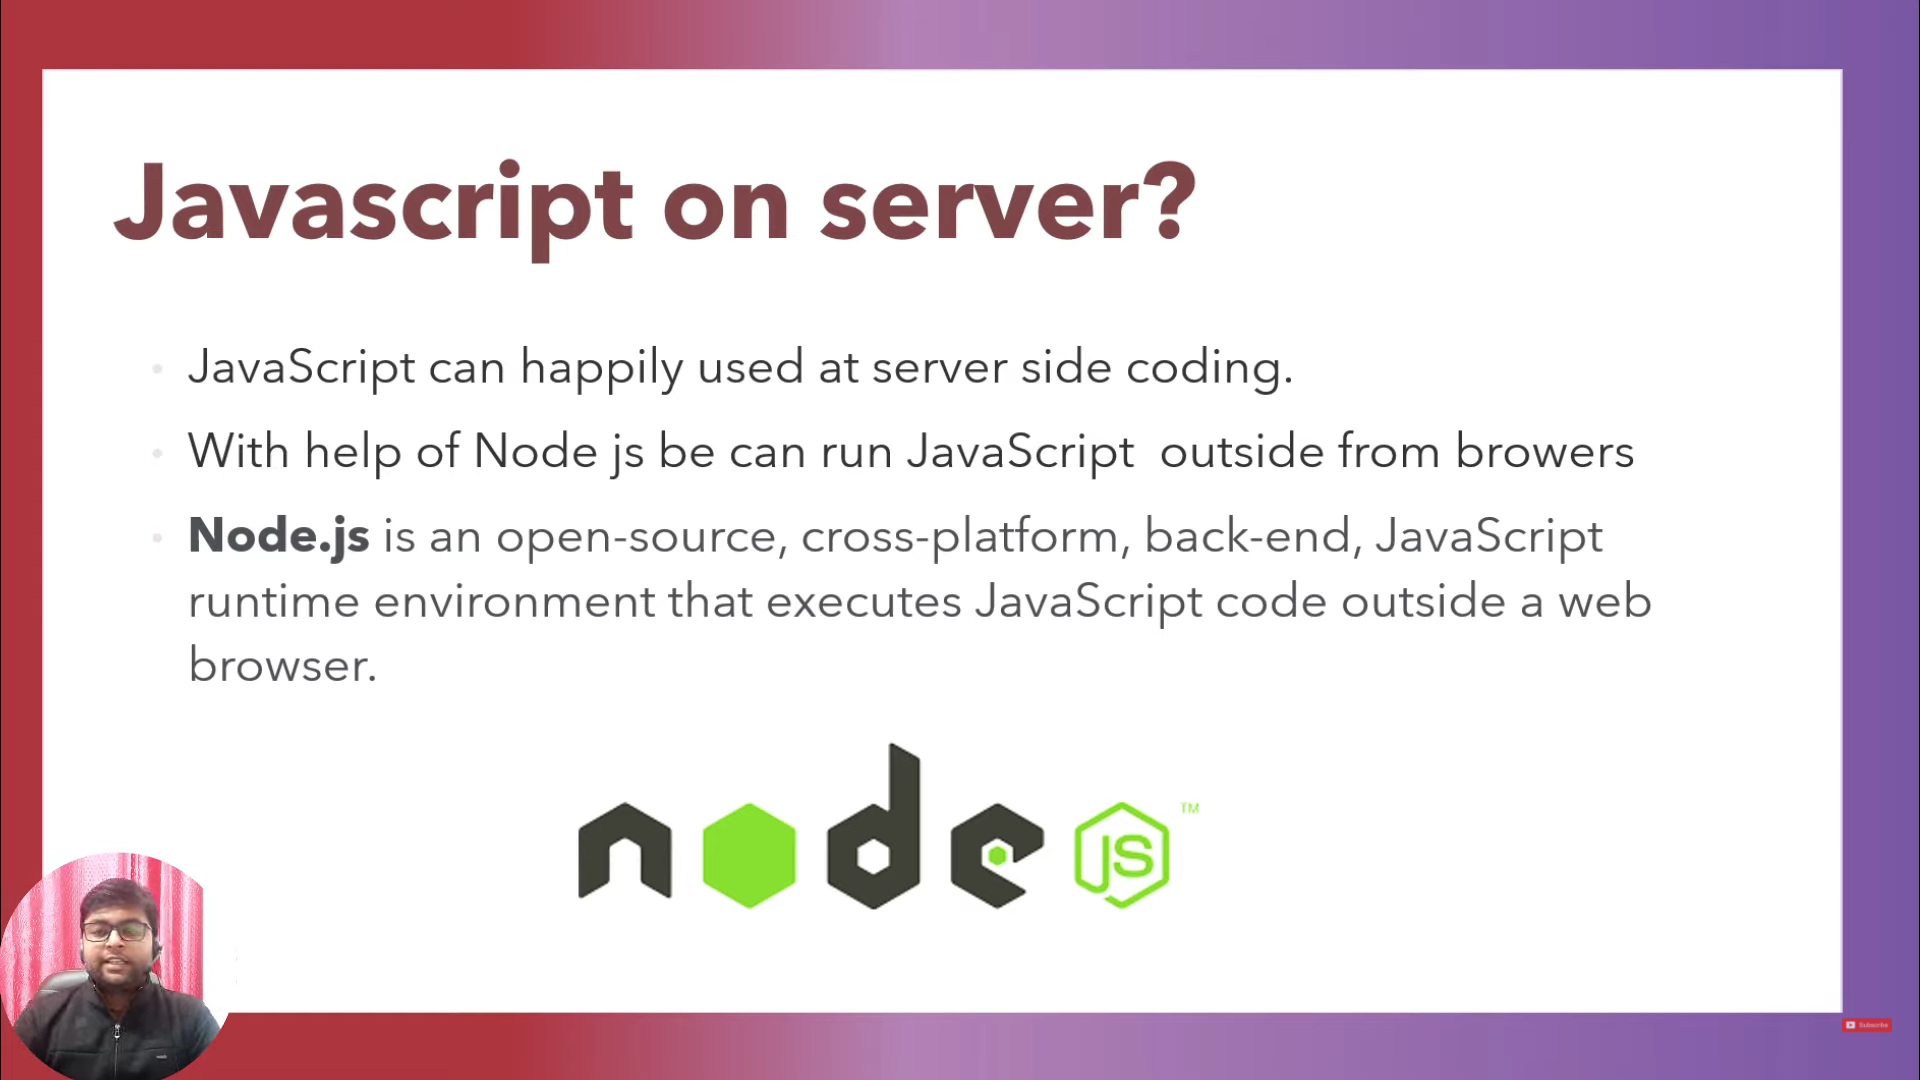 Javascript on server?
JavaScript can happily used at server side coding.
With help of Node js be can run JavaScript outside from browers
Node.js is an open-source, cross-platform, back-end, JavaScript
runtime environment that executes JavaScript code outside a web
browser.
node JS TM
Subscribe